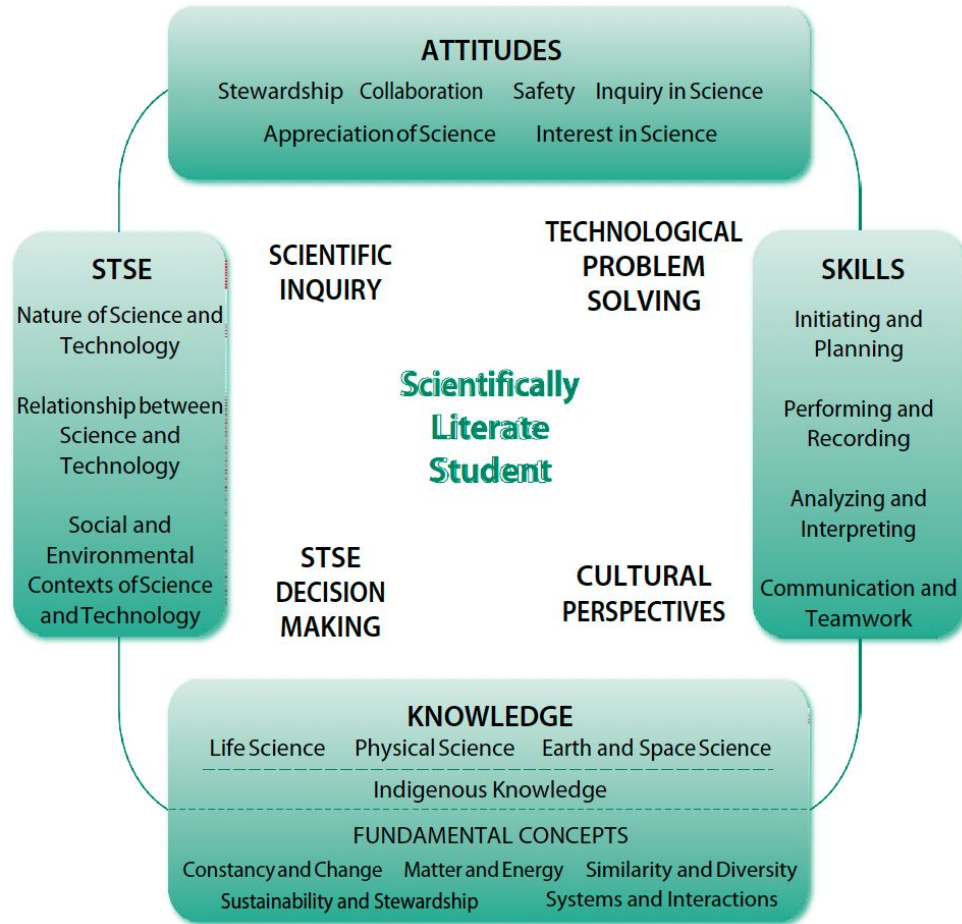 ATTITUDES
Stewardship Collaboration Safety Inquiry in Science
Appreciation of Science Interest in Science
STSE
Nature of Science and
Technology
Relationship between
Science and
Technology
Social and
Environmental
Contexts of Science
and Technology
SCIENTIFIC
INQUIRY
TECHNOLOGICAL
PROBLEM
SOLVING
Scientifically
Literate
Student
STSE
DECISION
MAKING
CULTURAL
PERSPECTIVES
SKILLS
Initiating and
Planning
Performing and
Recording
Analyzing and
Interpreting
Communication and
Teamwork
KNOWLEDGE
Life Science Physical Science Earth and Space Science
Indigenous Knowledge
FUNDAMENTAL CONCEPTS
Constancy and Change Matter and Energy Similarity and Diversity
Sustainability and Stewardship Systems and Interactions